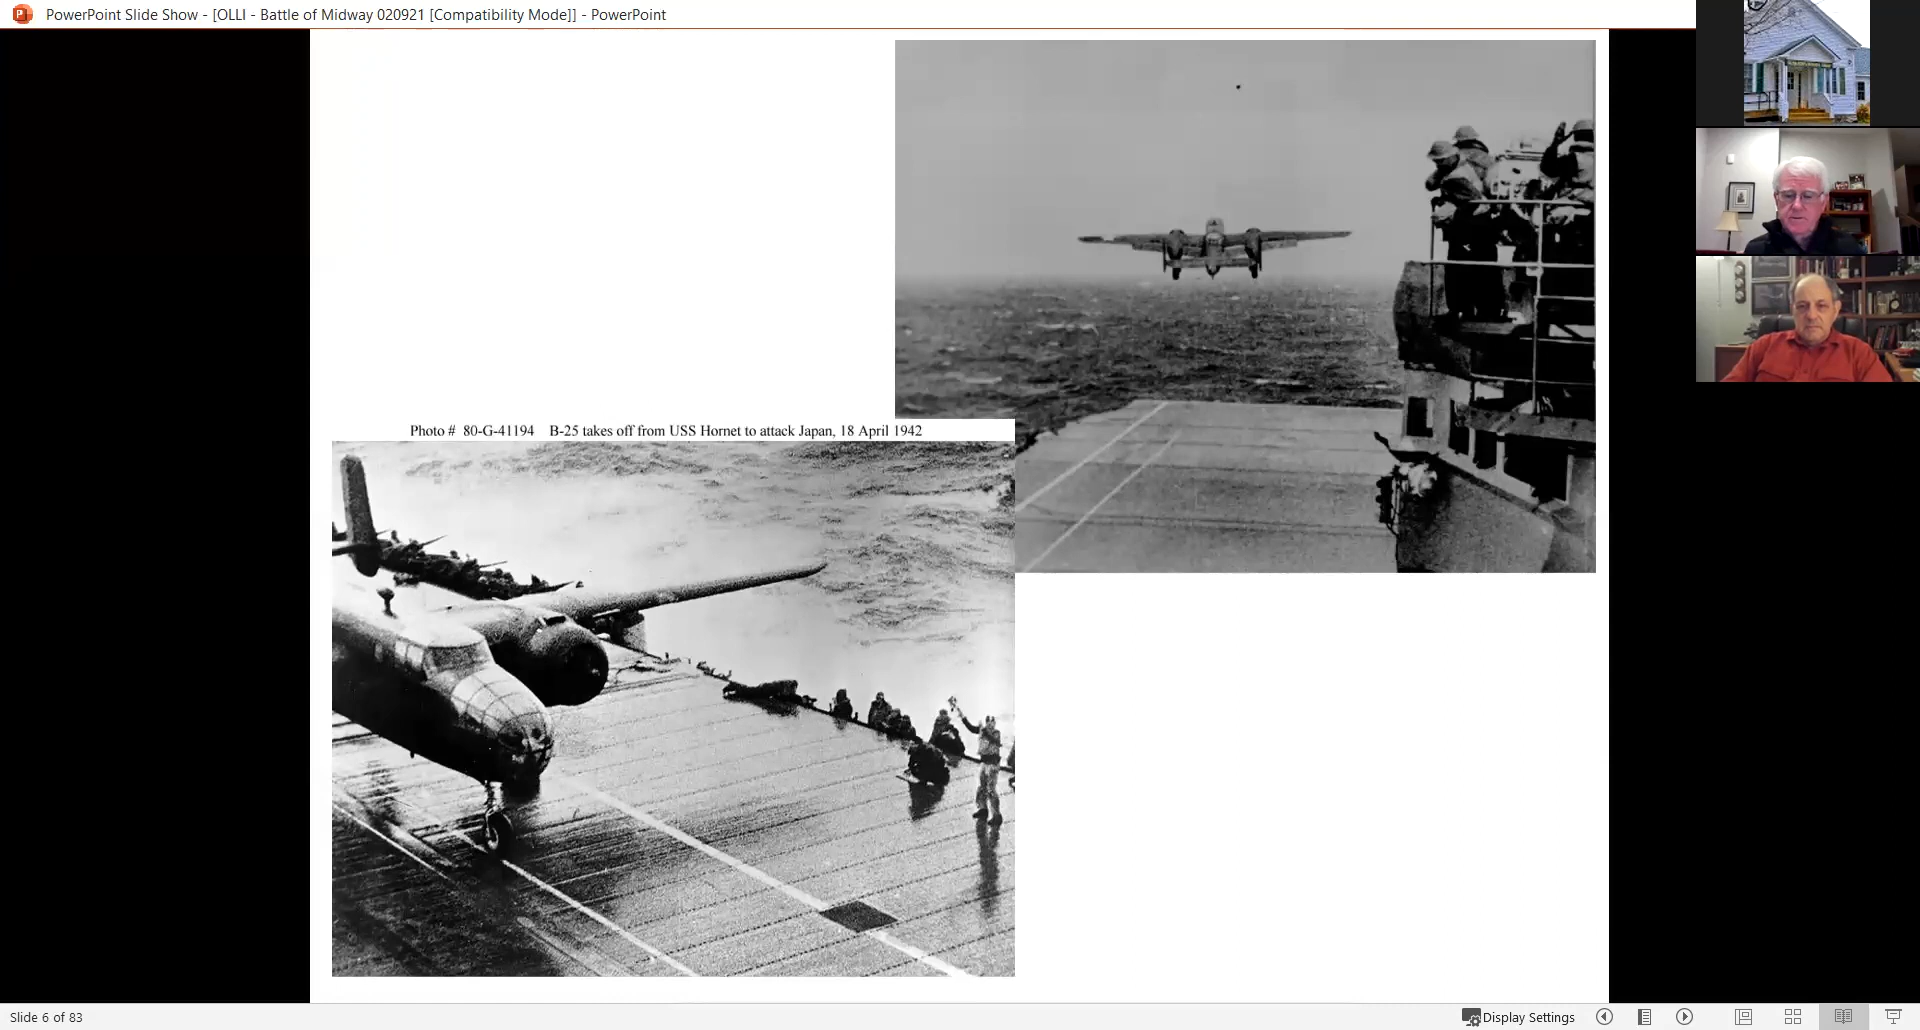 PowerPoint Slide Show - [OLLI - Battle of Midway 020921 [Compatibility Mode]] - PowerPoint
Photo # 80-G-41194 B-25 takes off from USS Hornet to attack Japan, 18 April 1942
Slide 6 of 83
Display Settings